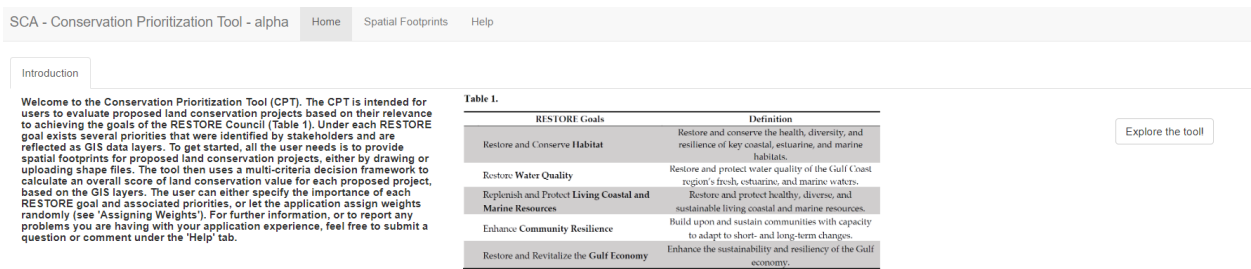 SCA - Conservation Prioritization Tool - alpha Home Spatial Footprints Help
Introduction
Welcome to the Conservation Prioritization Tool (CPT). The CPT is intended for
users to evaluate proposed land conservation projects based on their relevance
to achieving the goals of the RESTORE Council (Table 1). Under each RESTORE
goal exists several priorities that were identified by stakeholders and are
reflected as GIS data layers. To get started, all the user needs is to provide
spatial footprints for proposed land conservation projects, either by drawing or
uploading shape files. The tool then uses a multi-criteria decision framework to
calculate an overall score of land conservation value for each proposed project,
based on the GIS layers. The user can either specify the importance of each
RESTORE goal and associated priorities, or let the application assign weights
randomly (see 'Assigning Weights'). For further information, or to report any
problems you are having with your application experience, feel free to submit a
question or comment under the 'Help' tab.
Table 1.
RESTORE Goals Definition
Restore and Conserve Habitat
Restore and conserve the health, diversity, and
resilience of key coastal, estuarine, and marine
habitats.
Restore Water Quality
Restore and protect water quality of the Gulf Coast
region's fresh, estuarine, and marine waters.
Replenish and Protect Living Coastal and
Marine Resources
Restore and protect healthy, diverse, and
sustainable living coastal and marine resources.
Enhance Community Resilience
Build upon and sustain communities with capacity
to adapt to short- and long-term changes.
Restore and Revitalize the Gulf Economy
Enhance the sustainability and resiliency of the Gulf
economy.
Explore the tool!